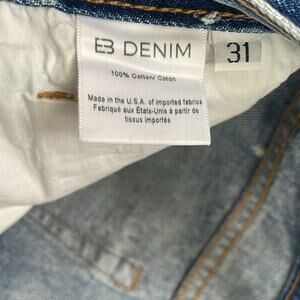 EB DENIM
31
100% Cotton/ Coton
Made in the U.S.A. of imported fabrics
Fabriqué aux États-Unis à partir de
tissus importés